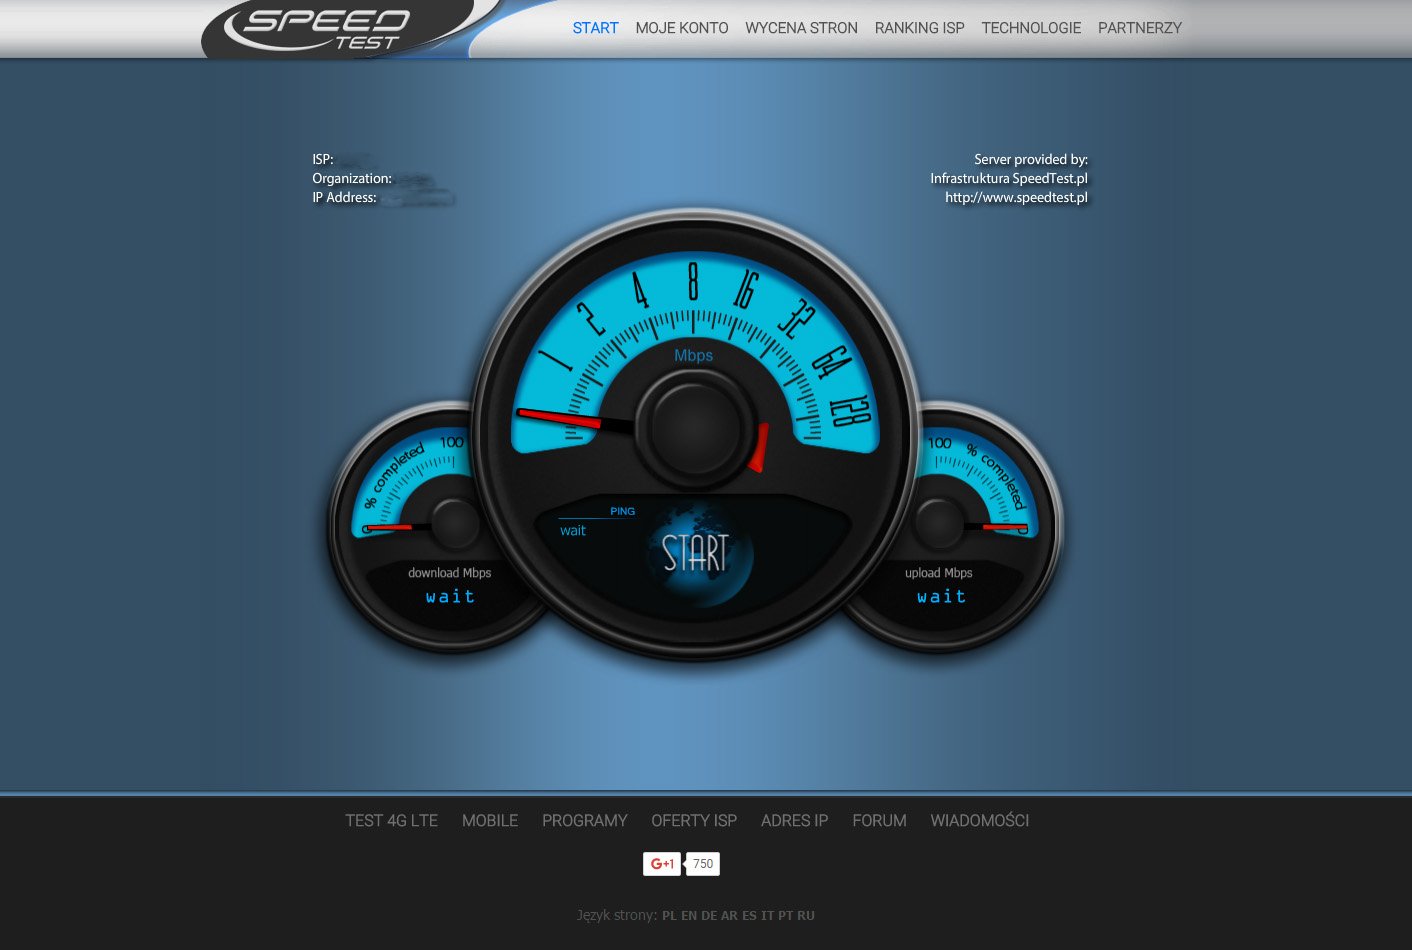 SPEED
TEST
START MOJE KONTO WYCENA STRON RANKING ISP TECHNOLOGIE PARTNERZY
ISP:
Organization:
IP Address:
Server provided by:
Infrastruktura SpeedTest.pl
http://www.speedtest.pl
1 2 4 8 16 32 64 128
Mbps
% completed 100
0
download Mbps
wait
PING
wait
START
100 % completed
0
upload Mbps
wait
TEST 4G LTE MOBILE PROGRAMY OFERTY ISP ADRES IP FORUM WIADOMOŚCI
G+1 750
Język strony: PL EN DE AR ES IT PT RU